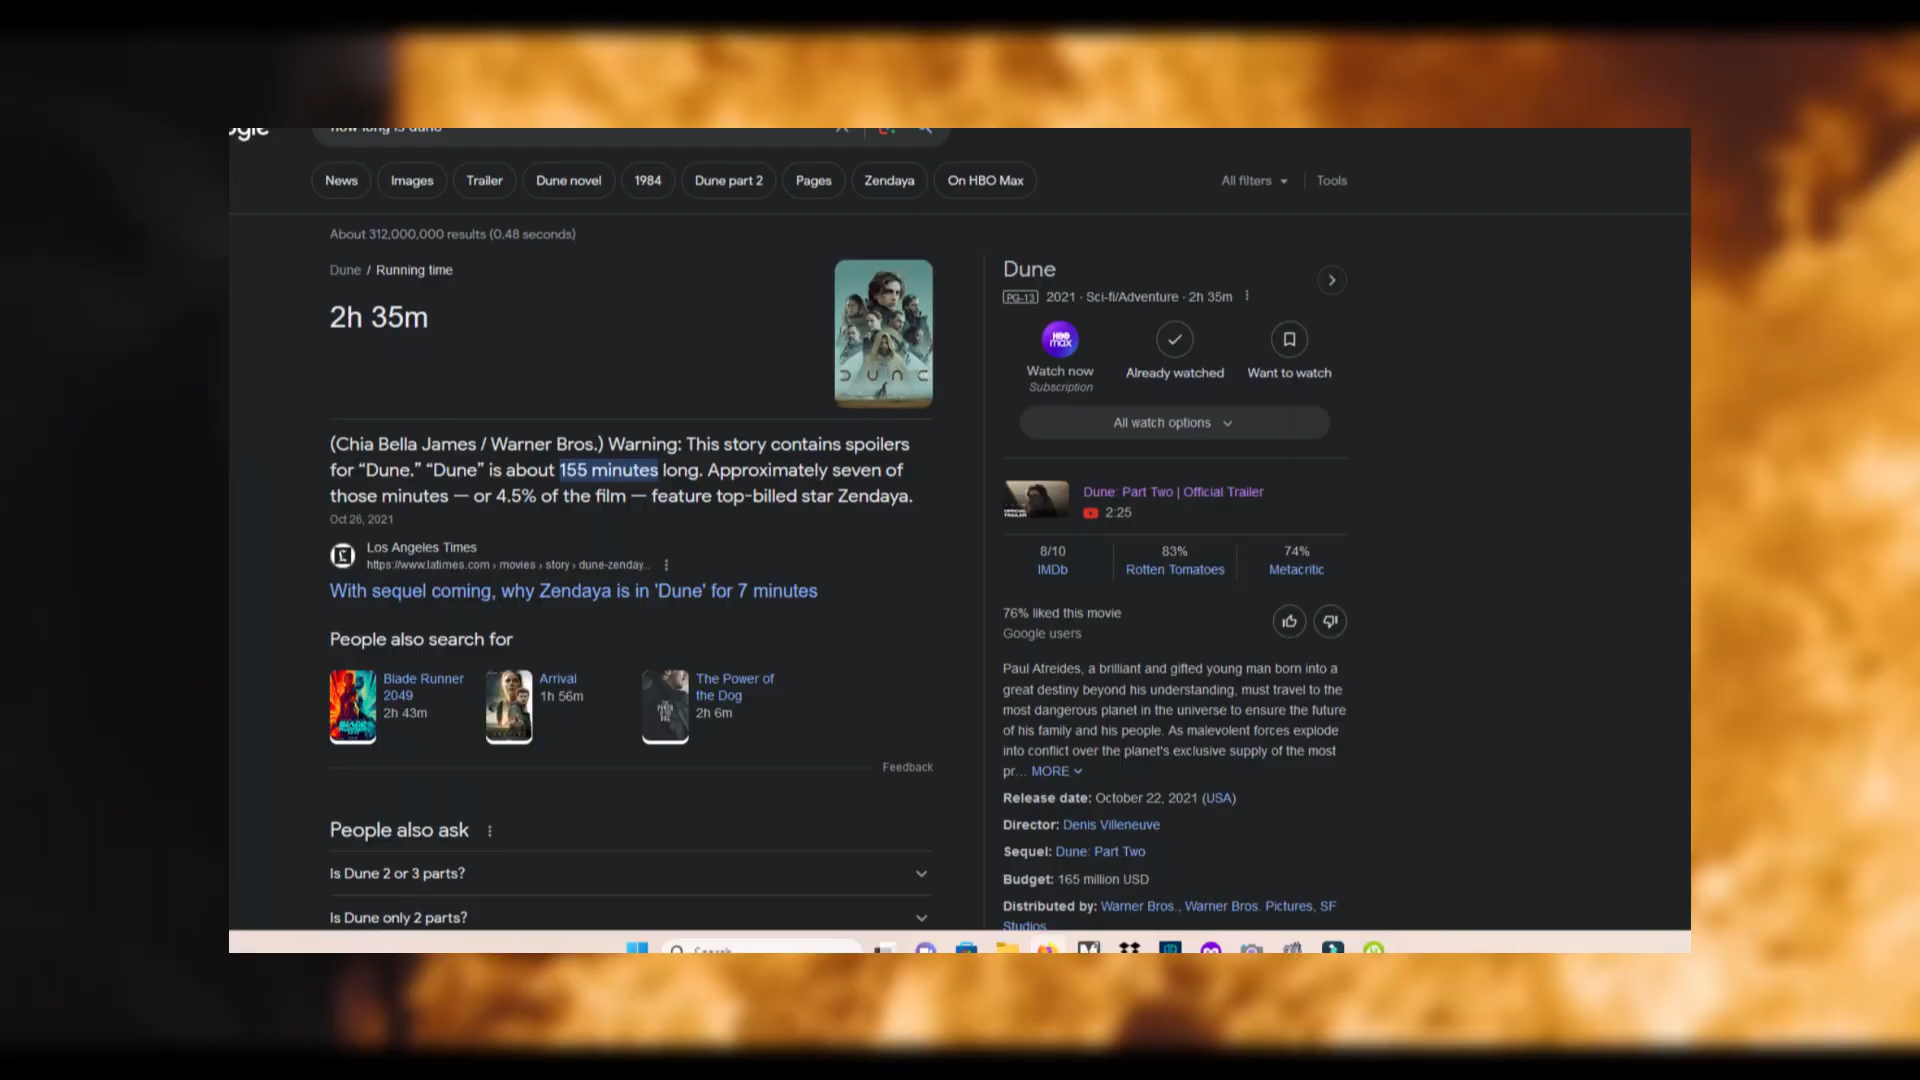 how long is dune
News Images Trailer Dune novel 1984 Dune part 2 Pages Zendaya On HBO Max All filters Tools
About 312,000,000 results (0.48 seconds)
Dune / Running time
2h 35m
DUNE
(Chia Bella James / Warner Bros.) Warning: This story contains spoilers
for “Dune.” “Dune” is about 155 minutes long. Approximately seven of
those minutes — or 4.5% of the film — feature top-billed star Zendaya.
Oct 26, 2021
Los Angeles Times
https://www.latimes.com › movies › story › dune-zenday...
With sequel coming, why Zendaya is in 'Dune' for 7 minutes
People also search for
Blade Runner
2049
2h 43m
Arrival
1h 56m
The Power of
the Dog
2h 6m
Feedback
People also ask
Is Dune 2 or 3 parts?
Is Dune only 2 parts?
Dune
PG-13 2021 · Sci-fi/Adventure · 2h 35m
HBO
max
Watch now
Subscription
Already watched
Want to watch
All watch options
Dune: Part Two | Official Trailer
2:25
8/10
IMDb
83%
Rotten Tomatoes
74%
Metacritic
76% liked this movie
Google users
Paul Atreides, a brilliant and gifted young man born into a
great destiny beyond his understanding, must travel to the
most dangerous planet in the universe to ensure the future
of his family and his people. As malevolent forces explode
into conflict over the planet's exclusive supply of the most
pr... MORE
Release date: October 22, 2021 (USA)
Director: Denis Villeneuve
Sequel: Dune: Part Two
Budget: 165 million USD
Distributed by: Warner Bros., Warner Bros. Pictures, SF
Studios
Search